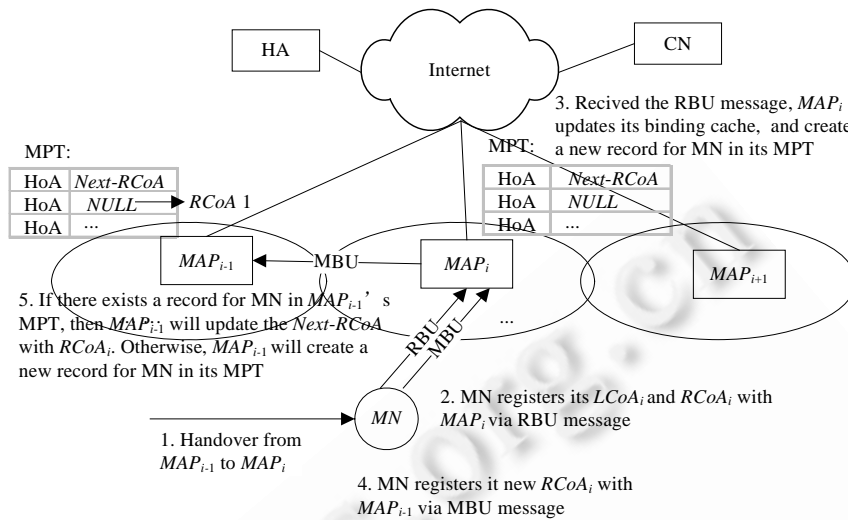 HA
CN
Internet
3. Recived the RBU message, MAPi
updates its binding cache, and create
a new record for MN in its MPT
MPT:
HoA Next-RCoA
HoA NULL RCoA 1
HoA ...
MPT:
HoA Next-RCoA
HoA NULL
HoA ...
MAPi-1
MBU
MAPi
MAPi+1
5. If there exists a record for MN in MAPi-1’s
MPT, then MAPi-1 will update the Next-RCoA
with RCoAi. Otherwise, MAPi-1 will create a
new record for MN in its MPT
...
...
RBU
MBU
MN
2. MN registers its LCoAi and RCoAi with
MAPi via RBU message
1. Handover from
MAPi-1 to MAPi
4. MN registers it new RCoAi with
MAPi-1 via MBU message
.org.cn